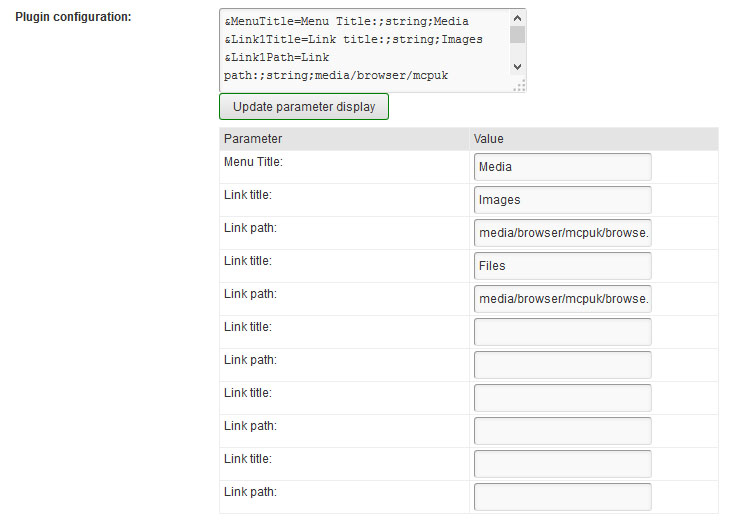 Plugin configuration:
&MenuTitle=Menu Title:;string;Media
&Link1Title=Link title:;string;Images
&Link1Path=Link
path:;string;media/browser/mcpuk
Update parameter display
Parameter Value
Menu Title: Media
Link title: Images
Link path: media/browser/mcpuk/browse.
Link title: Files
Link path: media/browser/mcpuk/browse.
Link title:
Link path:
Link title:
Link path:
Link title:
Link path: